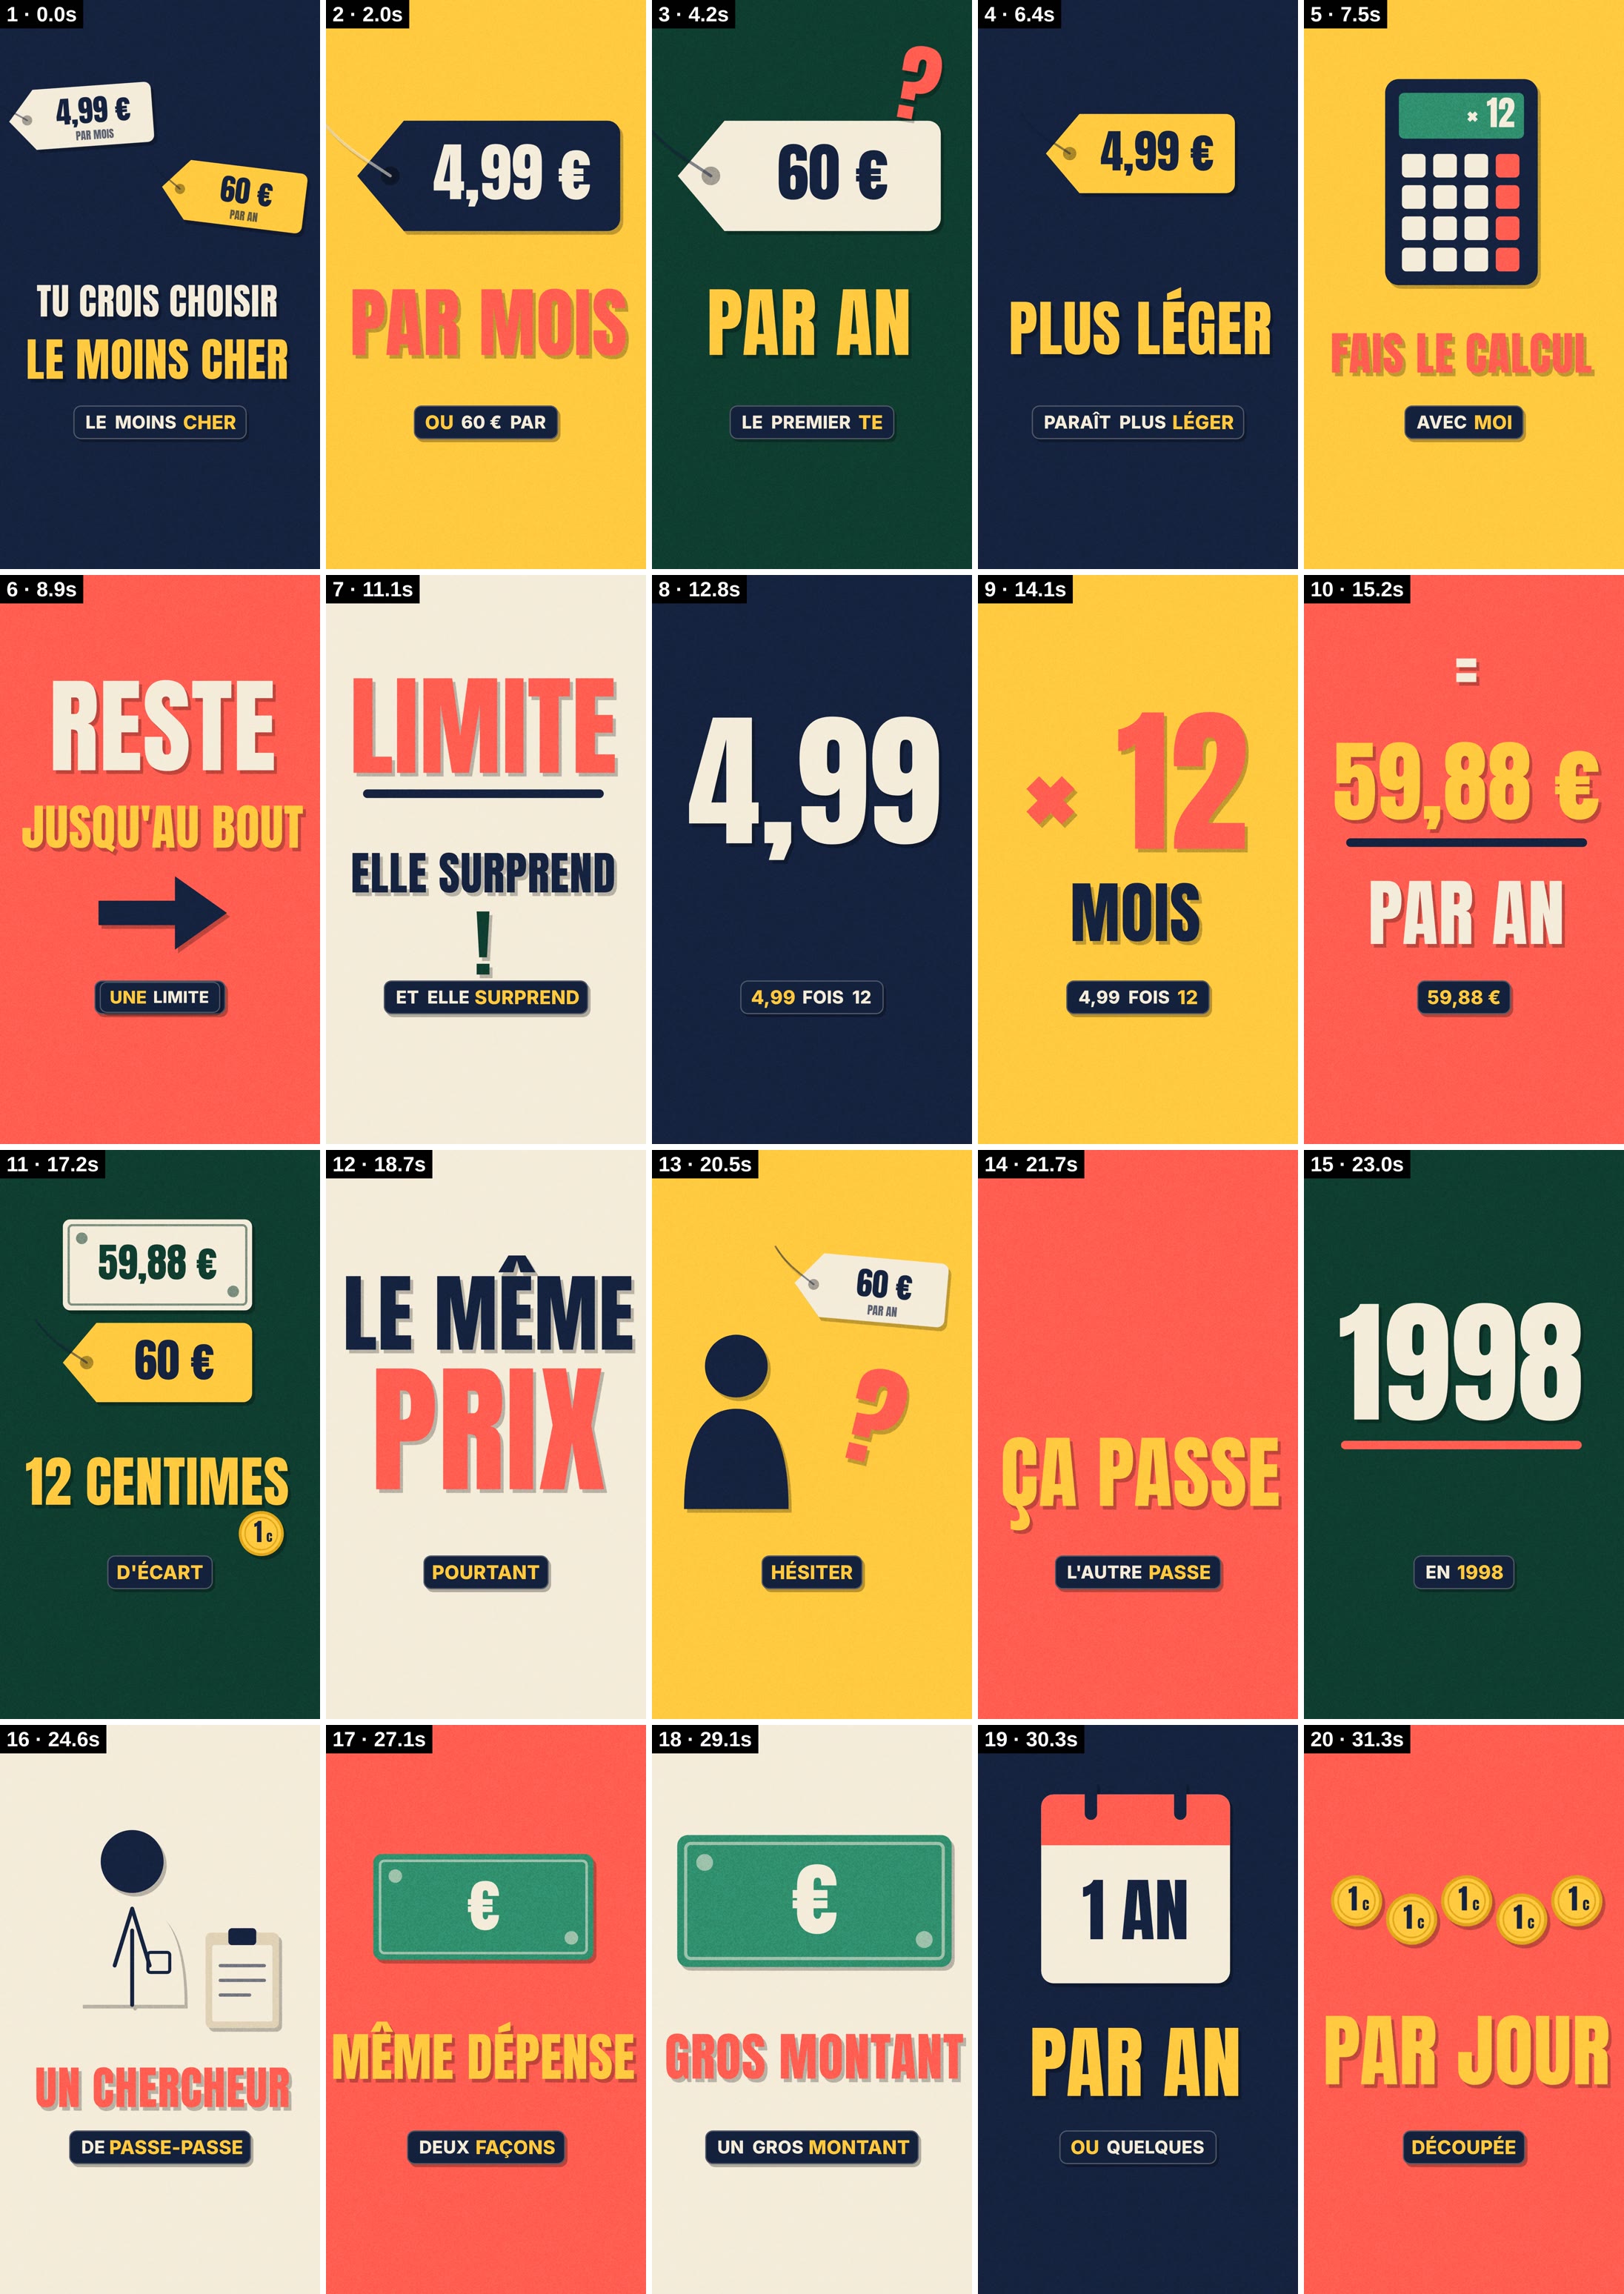 1 · 0.0s
4,99 €
PAR MOIS
60 €
PAR AN
TU CROIS CHOISIR
LE MOINS CHER
LE MOINS CHER
2 · 2.0s
4,99 €
PAR MOIS
OU 60 € PAR
3 · 4.2s
?
60 €
PAR AN
LE PREMIER TE
4 · 6.4s
4,99 €
PLUS LÉGER
PARAÎT PLUS LÉGER
5 · 7.5s
× 12
FAIS LE CALCUL
AVEC MOI
6 · 8.9s
RESTE
JUSQU'AU BOUT
UNE LIMITE
7 · 11.1s
LIMITE
ELLE SURPREND
!
ET ELLE SURPREND
8 · 12.8s
4,99
4,99 FOIS 12
9 · 14.1s
× 12
MOIS
4,99 FOIS 12
10 · 15.2s
=
59,88 €
PAR AN
59,88 €
11 · 17.2s
59,88 €
60 €
12 CENTIMES
1 c
D'ÉCART
12 · 18.7s
LE MÊME
PRIX
POURTANT
13 · 20.5s
60 €
PAR AN
?
HÉSITER
14 · 21.7s
ÇA PASSE
L'AUTRE PASSE
15 · 23.0s
1998
EN 1998
16 · 24.6s
UN CHERCHEUR
DE PASSE-PASSE
17 · 27.1s
€
MÊME DÉPENSE
DEUX FAÇONS
18 · 29.1s
€
GROS MONTANT
UN GROS MONTANT
19 · 30.3s
1 AN
PAR AN
OU QUELQUES
20 · 31.3s
1 c
1 c
1 c
1 c
1 c
PAR JOUR
DÉCOUPÉE